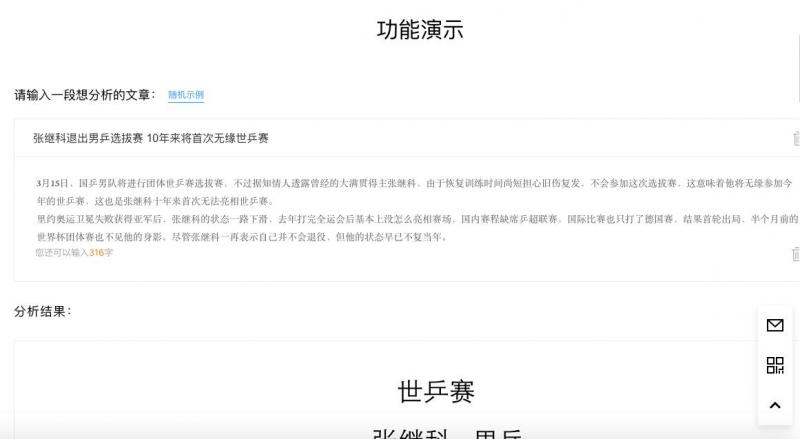 功能演示
请输入一段想分析的文章： 随机示例
张继科退出男乒选拔赛 10年来将首次无缘世乒赛
3月15日、国乒男队将进行团体世乒赛选拔赛、不过据知情人透露曾经的大满贯得主张继科、由于恢复训练时间尚短担心旧伤复发、不会参加这次选拔赛、这意味着他将无缘参加今
年的世乒赛。这也是张继科十年来首次无法亮相世乒赛。
里约奥运卫冕失败获得亚军后、张继科的状态一路下滑、去年打完全运会后基本上没怎么亮相赛场、国内赛程缺席乒超联赛、国际比赛也只打了德国赛、结果首轮出局、半个月前的
世界杯团体赛也不见他的身影。尽管张继科一再表示自己并不会退役、但他的状态早已不复当年。
您还可以输入316字
分析结果：
世乒赛
张继科 男乒